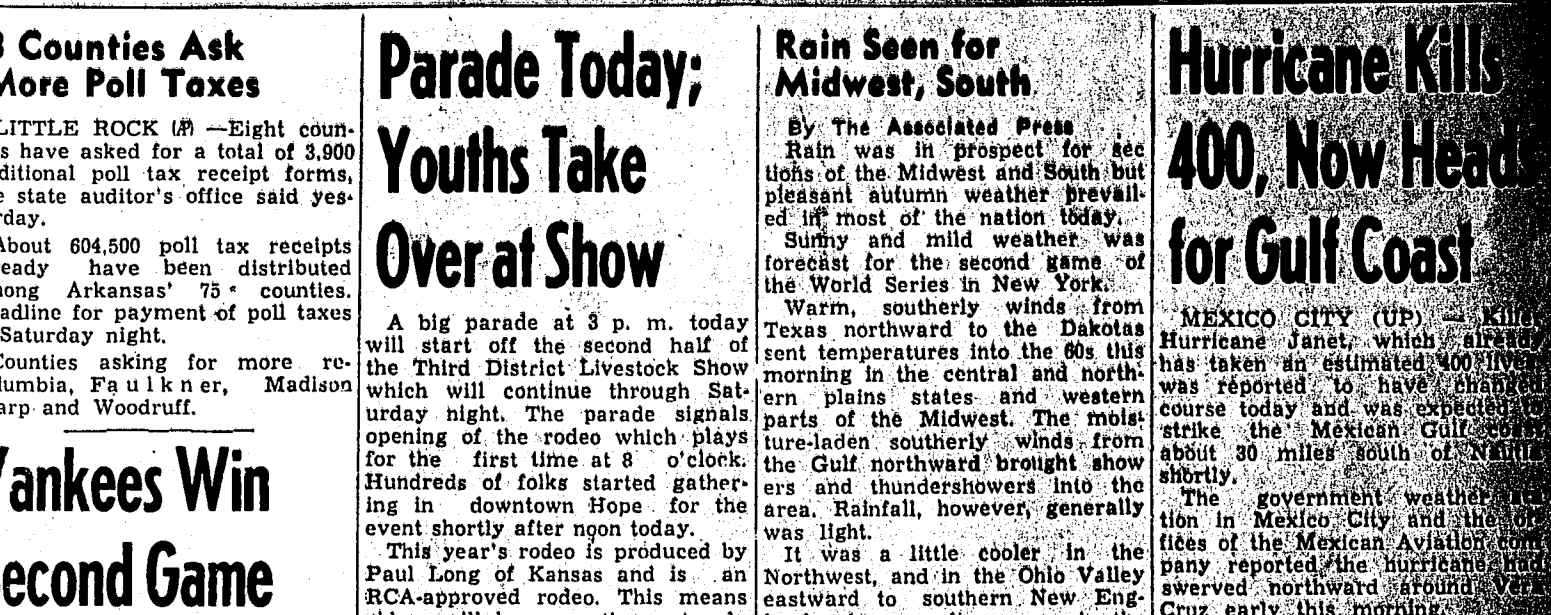 Counties Ask
More Poll Taxes
LITTLE ROCK (AP) —Eight coun-
s have asked for a total of 3,900
ditional poll tax receipt forms,
e state auditor's office said yes-
rday.
About 604,500 poll tax receipts
eady have been distributed
ong Arkansas' 75 counties.
adline for payment of poll taxes
Saturday night.
Counties asking for more re-
lumbia, Faulkner, Madison
arp and Woodruff.
Yankees Win
econd Game
Parade Today;
Youths Take
Over at Show
A big parade at 3 p. m. today
will start off the second half of
the Third District Livestock Show
which will continue through Sat-
urday night. The parade signals
opening of the rodeo which plays
for the first time at 8 o'clock.
Hundreds of folks started gather-
ing in downtown Hope for the
event shortly after noon today.
This year's rodeo is produced by
Paul Long of Kansas and is an
RCA-approved rodeo. This means
Rain Seen for
Midwest, South
By The Associated Press
Rain was in prospect for sec
tions of the Midwest and South but
pleasant autumn weather prevail-
ed in most of the nation today.
Sunny and mild weather was
forecast for the second game of
the World Series in New York.
Warm, southerly winds from
Texas northward to the Dakotas
sent temperatures into the 60s this
morning in the central and north-
ern plains states and western
parts of the Midwest. The mois-
ture-laden southerly winds from
the Gulf northward brought show
ers and thundershowers into the
area. Rainfall, however, generally
was light.
It was a little cooler in the
Northwest, and in the Ohio Valley
eastward to southern New Eng-
Hurricane Kills
400, Now Heads
for Gulf Coast
MEXICO CITY (UP) — Killer
Hurricane Janet, which already
has taken an estimated 400 lives
was reported to have changed
course today and was expected to
strike the Mexican Gulf coast
about 30 miles south of Nautla
shortly.
The government weather sta-
tion in Mexico City and the of-
fices of the Mexican Aviation com
pany reported the hurricane had
swerved northward around Vera
Cruz early this morning.